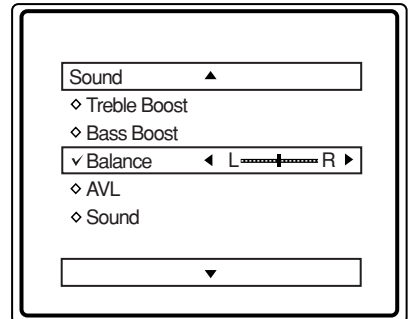 Sound
Treble Boost
Bass Boost
Balance L R
AVL
Sound